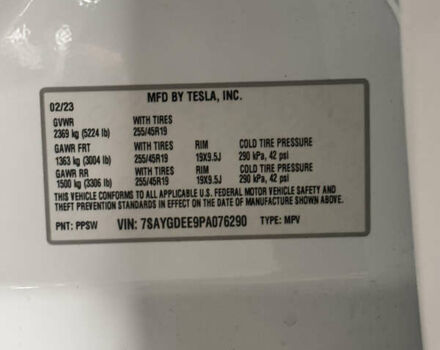 MFD BY TESLA, INC.
02/23
GVWR WITH TIRES
2369 kg (5224 lb) 255/45R19
GAWR FRT WITH TIRES RIM COLD TIRE PRESSURE
1363 kg (3004 lb) 255/45R19 19X9.5J 290 kPa, 42 psi
GAWR RR WITH TIRES RIM COLD TIRE PRESSURE
1500 kg (3306 lb) 255/45R19 19X9.5J 290 kPa, 42 psi
THIS VEHICLE CONFORMS TO ALL APPLICABLE U.S. FEDERAL MOTOR VEHICLE SAFETY AND
THEFT PREVENTION STANDARDS IN EFFECT ON THE DATE OF MANUFACTURE SHOWN ABOVE.
PNT: PPSW VIN: 7SAYGDEE9PA076290 TYPE: MPV